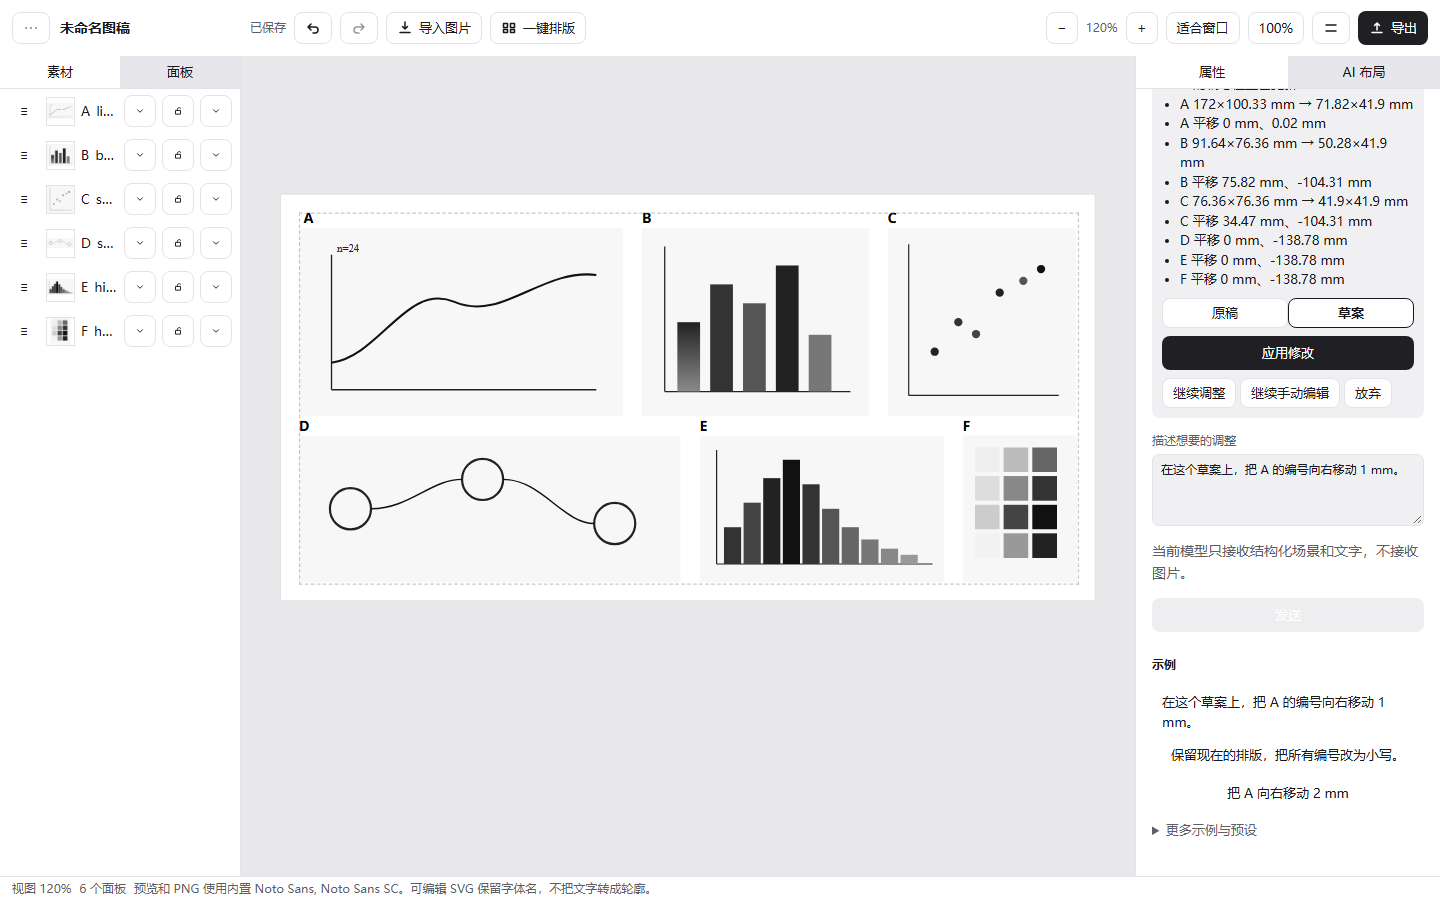 未命名图稿
已保存
导入图片
一键排版
120%
适合窗口
100%
导出
素材
面板
属性
AI 布局
A li...
B b...
C s...
D s...
E hi...
F h...
A
n=24
B
C
D
E
F
• A 172×100.33 mm → 71.82×41.9 mm
• A 平移 0 mm、0.02 mm
• B 91.64×76.36 mm → 50.28×41.9
mm
• B 平移 75.82 mm、-104.31 mm
• C 76.36×76.36 mm → 41.9×41.9 mm
• C 平移 34.47 mm、-104.31 mm
• D 平移 0 mm、-138.78 mm
• E 平移 0 mm、-138.78 mm
• F 平移 0 mm、-138.78 mm
原稿
草案
应用修改
继续调整
继续手动编辑
放弃
描述想要的调整
在这个草案上，把 A 的编号向右移动 1 mm。
当前模型只接收结构化场景和文字，不接收
图片。
发送
示例
在这个草案上，把 A 的编号向右移动 1
mm。
保留现在的排版，把所有编号改为小写。
把 A 向右移动 2 mm
更多示例与预设
视图 120% 6 个面板 预览和 PNG 使用内置 Noto Sans, Noto Sans SC。可编辑 SVG 保留字体名，不把文字转成轮廓。